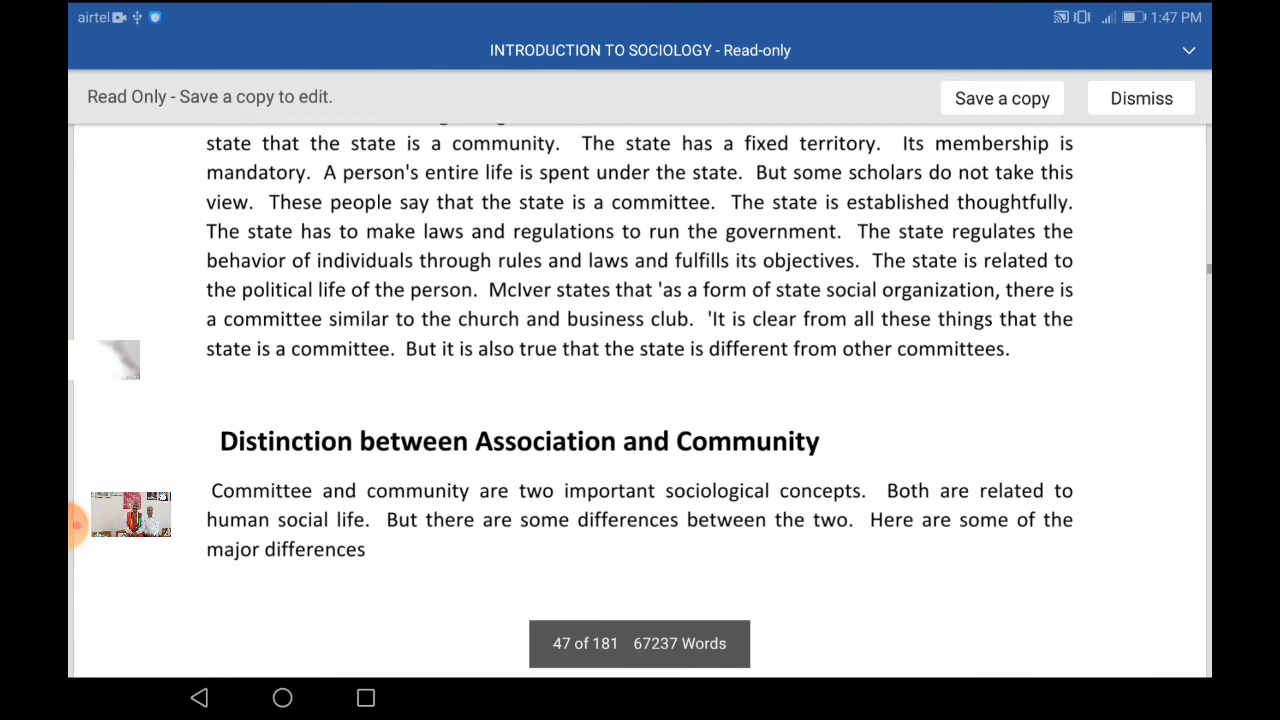 airtel 1:47 PM
INTRODUCTION TO SOCIOLOGY - Read-only
Read Only - Save a copy to edit. Save a copy Dismiss
state that the state is a community. The state has a fixed territory. Its membership is
mandatory. A person's entire life is spent under the state. But some scholars do not take this
view. These people say that the state is a committee. The state is established thoughtfully.
The state has to make laws and regulations to run the government. The state regulates the
behavior of individuals through rules and laws and fulfills its objectives. The state is related to
the political life of the person. McIver states that 'as a form of state social organization, there is
a committee similar to the church and business club. 'It is clear from all these things that the
state is a committee. But it is also true that the state is different from other committees.
Distinction between Association and Community
Committee and community are two important sociological concepts. Both are related to
human social life. But there are some differences between the two. Here are some of the
major differences
47 of 181 67237 Words